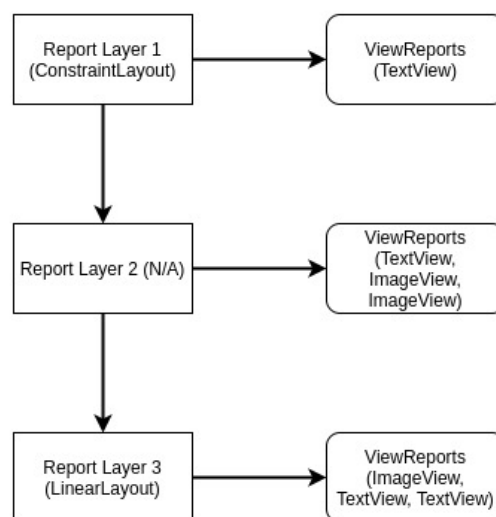 Report Layer 1
(ConstraintLayout)
ViewReports
(TextView)
Report Layer 2 (N/A)
ViewReports
(TextView,
ImageView,
ImageView)
Report Layer 3
(LinearLayout)
ViewReports
(ImageView,
TextView, TextView)